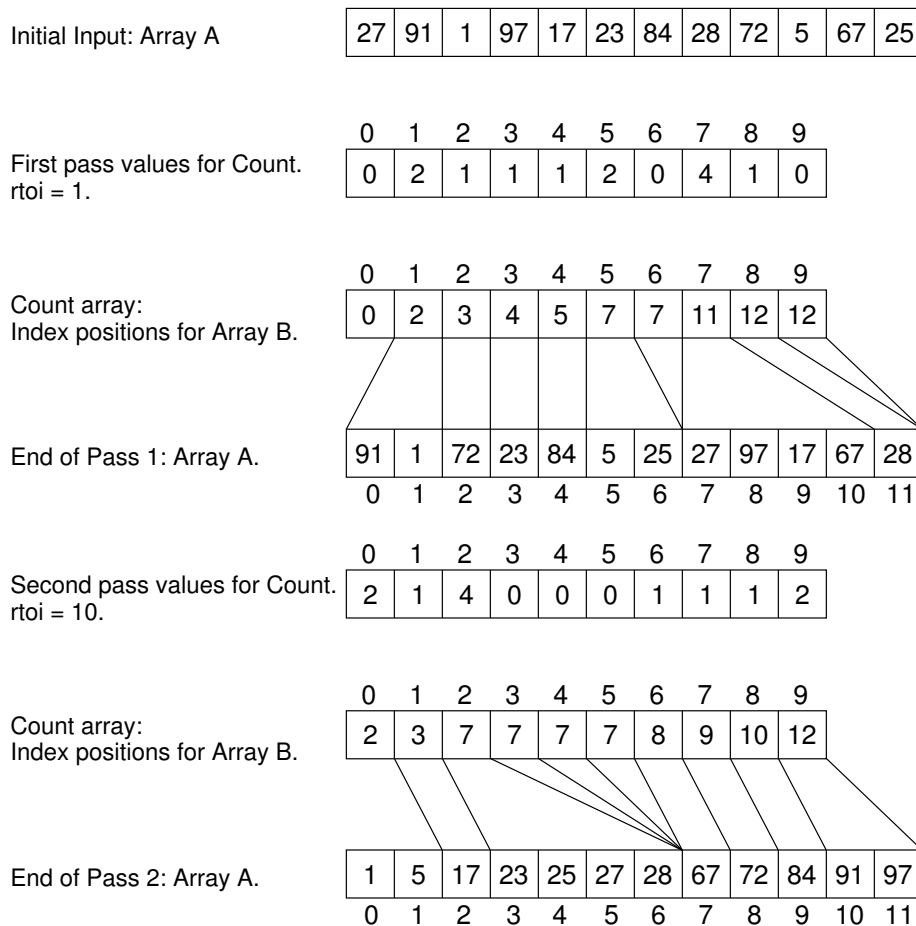 Initial Input: Array A
27 91 1 97 17 23 84 28 72 5 67 25
0 1 2 3 4 5 6 7 8 9
First pass values for Count.
rtoi = 1.
0 2 1 1 1 2 0 4 1 0
0 1 2 3 4 5 6 7 8 9
Count array:
Index positions for Array B.
0 2 3 4 5 7 7 11 12 12
End of Pass 1: Array A.
91 1 72 23 84 5 25 27 97 17 67 28
0 1 2 3 4 5 6 7 8 9 10 11
0 1 2 3 4 5 6 7 8 9
Second pass values for Count.
rtoi = 10.
2 1 4 0 0 0 1 1 1 2
0 1 2 3 4 5 6 7 8 9
Count array:
Index positions for Array B.
2 3 7 7 7 7 8 9 10 12
End of Pass 2: Array A.
1 5 17 23 25 27 28 67 72 84 91 97
0 1 2 3 4 5 6 7 8 9 10 11